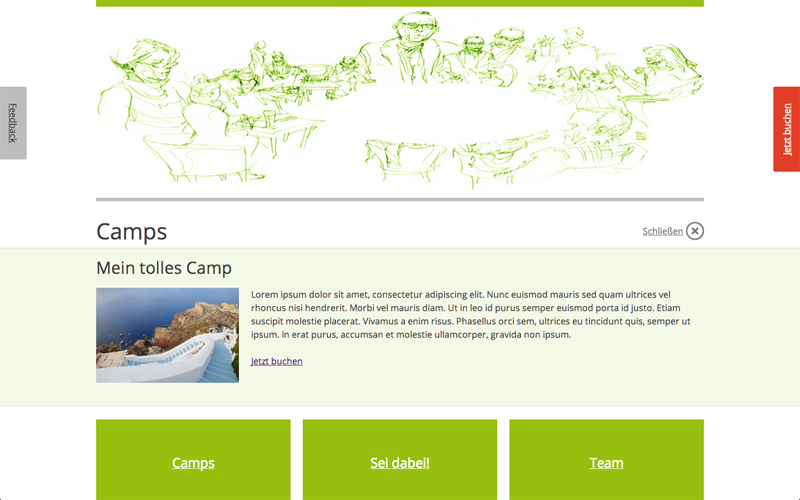 Feedback
Jetzt buchen
Camps
Schließen
Mein tolles Camp
Lorem ipsum dolor sit amet, consectetur adipiscing elit. Nunc euismod mauris sed quam ultrices vel
rhoncus nisi hendrerit. Morbi vel mauris diam. Ut in leo id purus semper euismod porta id justo. Etiam
suscipit molestie placerat. Vivamus a enim risus. Phasellus orci sem, ultrices eu tincidunt quis, semper ut
ipsum. In erat purus, accumsan et molestie ullamcorper, gravida non ipsum.
Jetzt buchen
Camps
Sei dabei!
Team